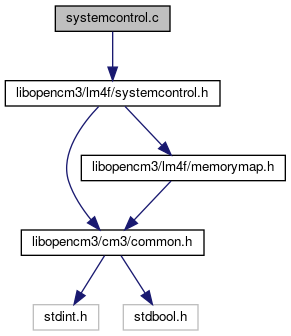 systemcontrol.c
libopencm3/lm4f/systemcontrol.h
libopencm3/lm4f/memorymap.h
libopencm3/cm3/common.h
stdint.h
stdbool.h